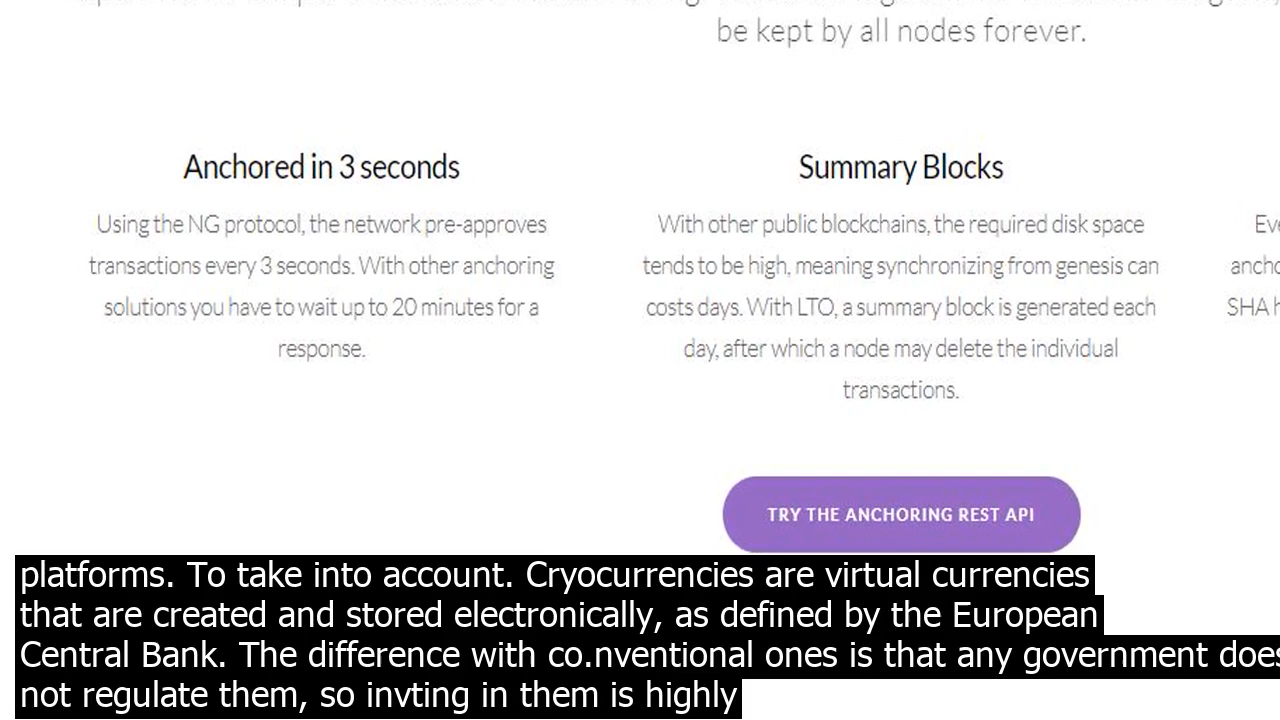 be kept by all nodes forever.
Anchored in 3 seconds
Using the NG protocol, the network pre-approves
transactions every 3 seconds. With other anchoring
solutions you have to wait up to 20 minutes for a
response.
Summary Blocks
With other public blockchains, the required disk space
tends to be high, meaning synchronizing from genesis can
costs days. With LTO, a summary block is generated each
day, after which a node may delete the individual
transactions.
SHA
TRY THE ANCHORING REST API
platforms. To take into account. Cryocurrencies are virtual currencies
that are created and stored electronically, as defined by the European
Central Bank. The difference with co.nventional ones is that any government does
not regulate them, so invting in them is highly